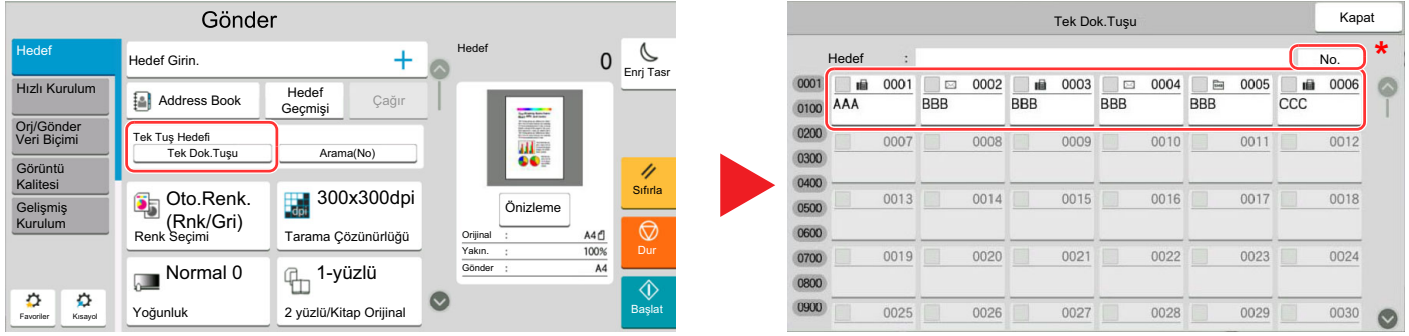 Gönder
Hedef
Hızlı Kurulum
Orj/Gönder
Veri Biçimi
Görüntü
Kalitesi
Gelişmiş
Kurulum
Favoriler
Kısayol
Hedef Girin. +
Address Book
Hedef
Geçmişi
Çağır
Tek Tuş Hedefi
Tek Dok.Tuşu
Arama(No)
Oto.Renk.
(Rnk/Gri)
Renk Seçimi
300x300dpi
dpi
Tarama Çözünürlüğü
Normal 0
Yoğunluk
1-yüzlü
2 yüzlü/Kitap Orijinal
Hedef
0
Önizleme
Orijinal : A4
Yakın. : 100%
Gönder : A4
Enrj Tasr
Sıfırla
Dur
Başlat
Tek Dok.Tuşu
Kapat
Hedef :
No. *
0001
0100
0200
0300
0400
0500
0600
0700
0800
0900
0001 0002 0003 0004 0005 0006
AAA BBB BBB BBB BBB CCC
0007 0008 0009 0010 0011 0012
0013 0014 0015 0016 0017 0018
0019 0020 0021 0022 0023 0024
0025 0026 0027 0028 0029 0030